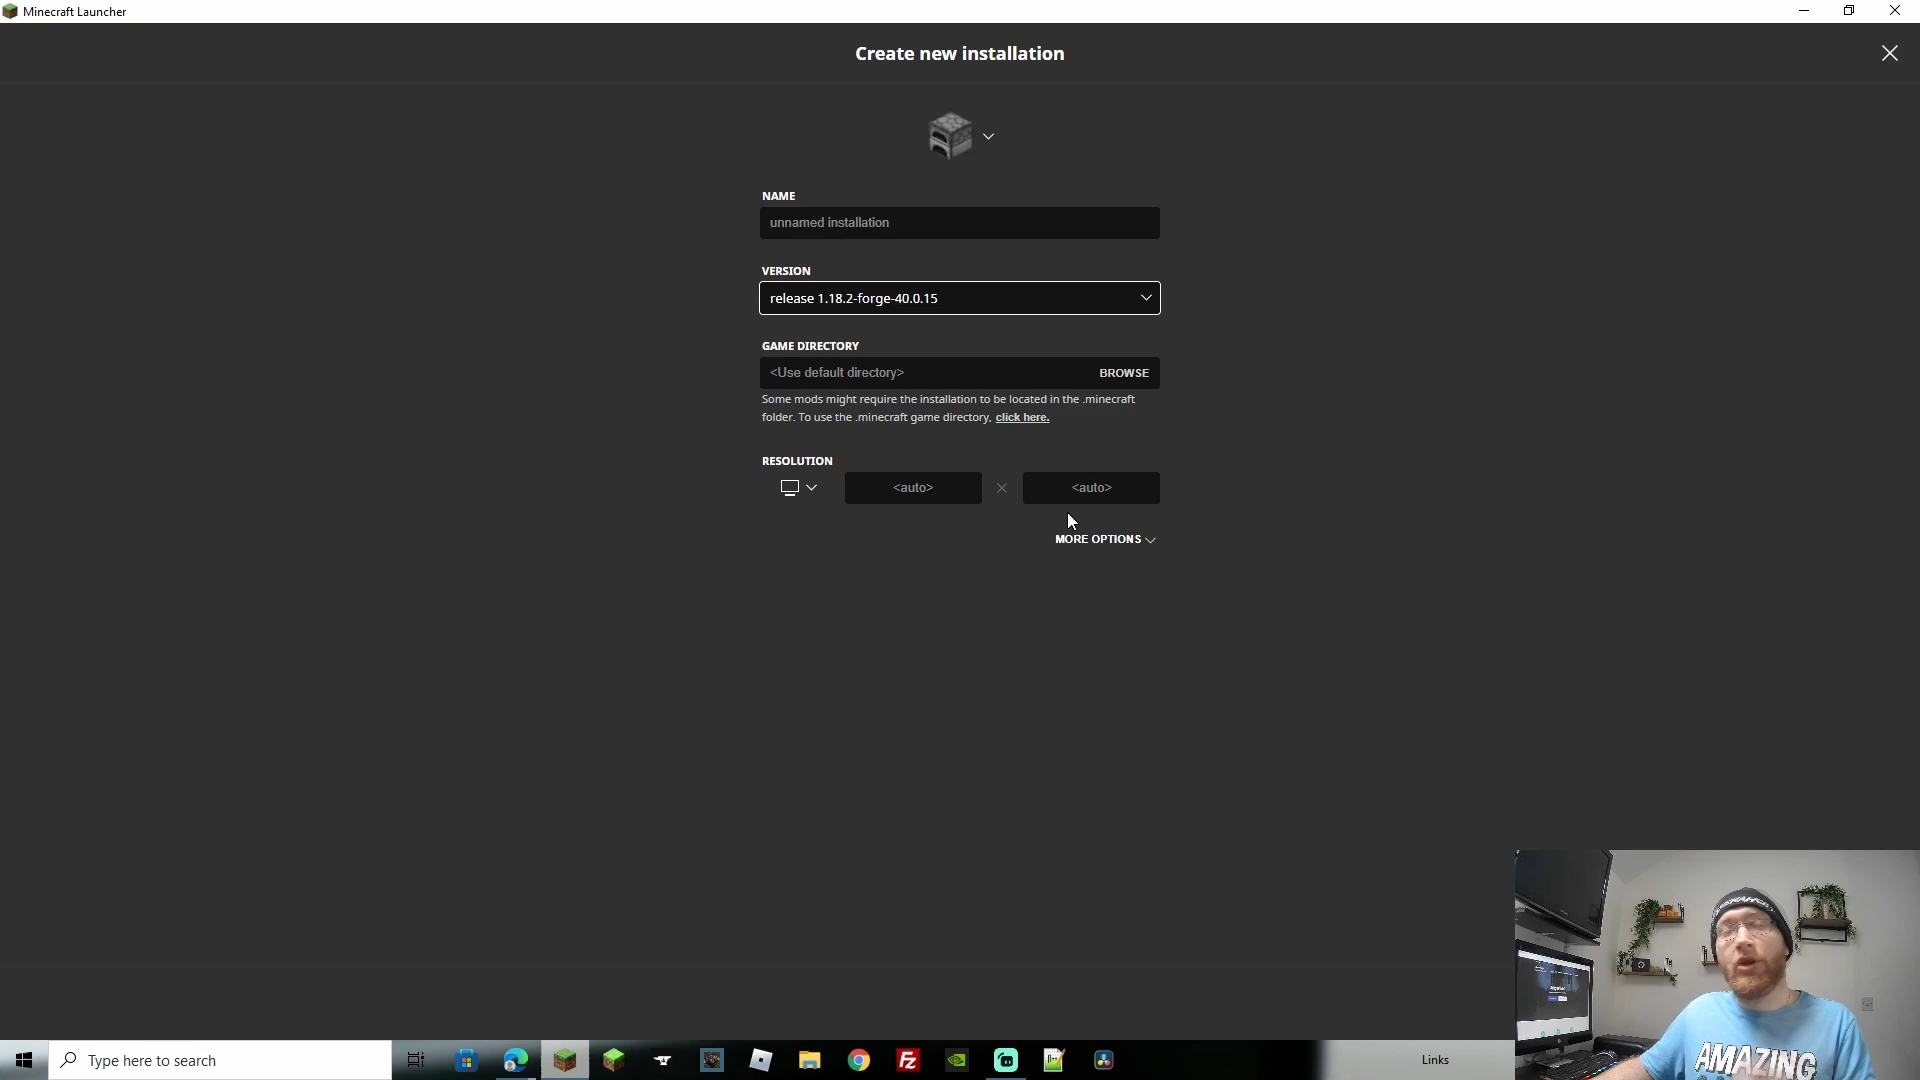 Minecraft Launcher
Create new installation
NAME
unnamed installation
VERSION
release 1.18.2-forge-40.0.15
GAME DIRECTORY
<Use default directory>
BROWSE
Some mods might require the installation to be located in the .minecraft
folder. To use the .minecraft game directory, click here.
RESOLUTION
<auto>
<auto>
MORE OPTIONS
Type here to search
Fz
Links
AMAZING